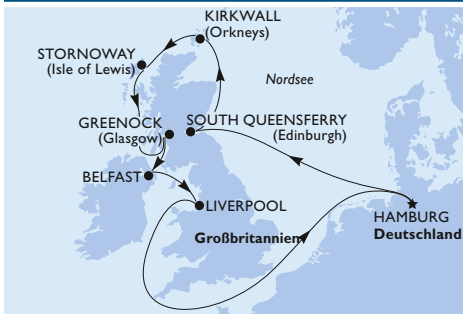 KIRKWALL
(Orkneys)
STORNOWAY
(Isle of Lewis)
Nordsee
GREENOCK
(Glasgow)
SOUTH QUEENSFERRY
(Edinburgh)
BELFAST
LIVERPOOL
HAMBURG
Deutschland
Großbritannien